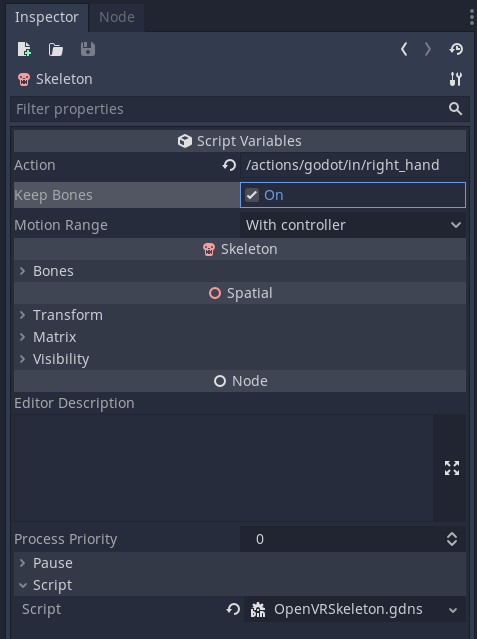 Inspector Node
Skeleton
Filter properties
Script Variables
Action /actions/godot/in/right_hand
Keep Bones On
Motion Range With controller
Skeleton
Bones
Spatial
Transform
Matrix
Visibility
Node
Editor Description
Process Priority 0
Pause
Script
Script OpenVRSkeleton.gdns